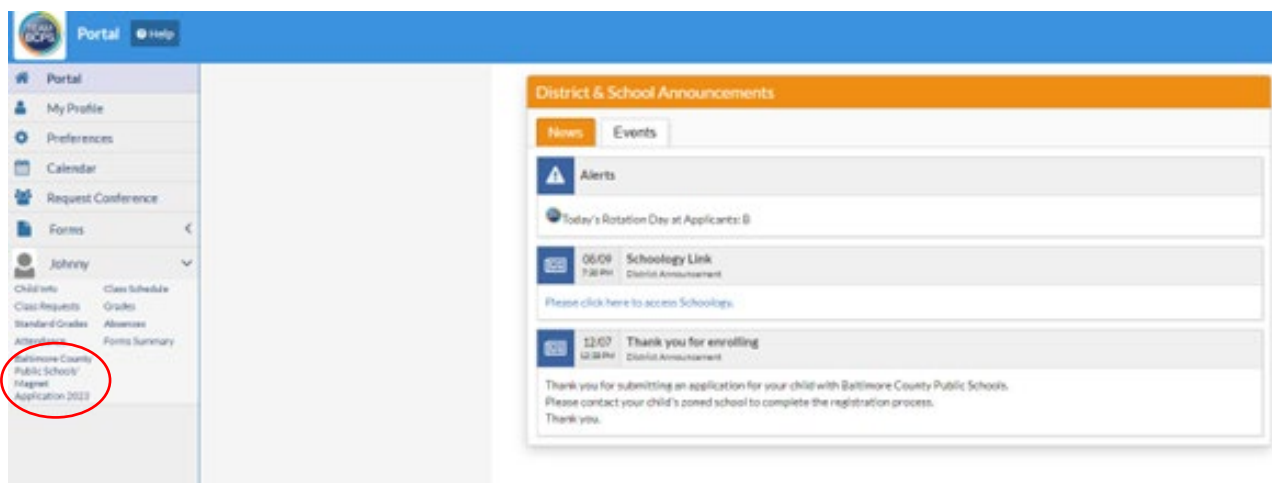 TEAM
BCPS
Portal
Help
Portal
My Profile
Preferences
Calendar
Request Conference
Forms
Johnny
Child Info
Class Schedule
Class Requests
Grades
Standard Grades
Absences
Attendance
Forms Summary
Baltimore County
Public Schools'
Magnet
Application 2023
District & School Announcements
News
Events
Alerts
Today's Rotation Day at Applicants: B
Schoology Link
District Announcement
Please click here to access Schoology.
12/07
Thank you for enrolling
District Announcement
Thank you for submitting an application for your child with Baltimore County Public Schools.
Please contact your child's zoned school to complete the registration process.
Thank you.